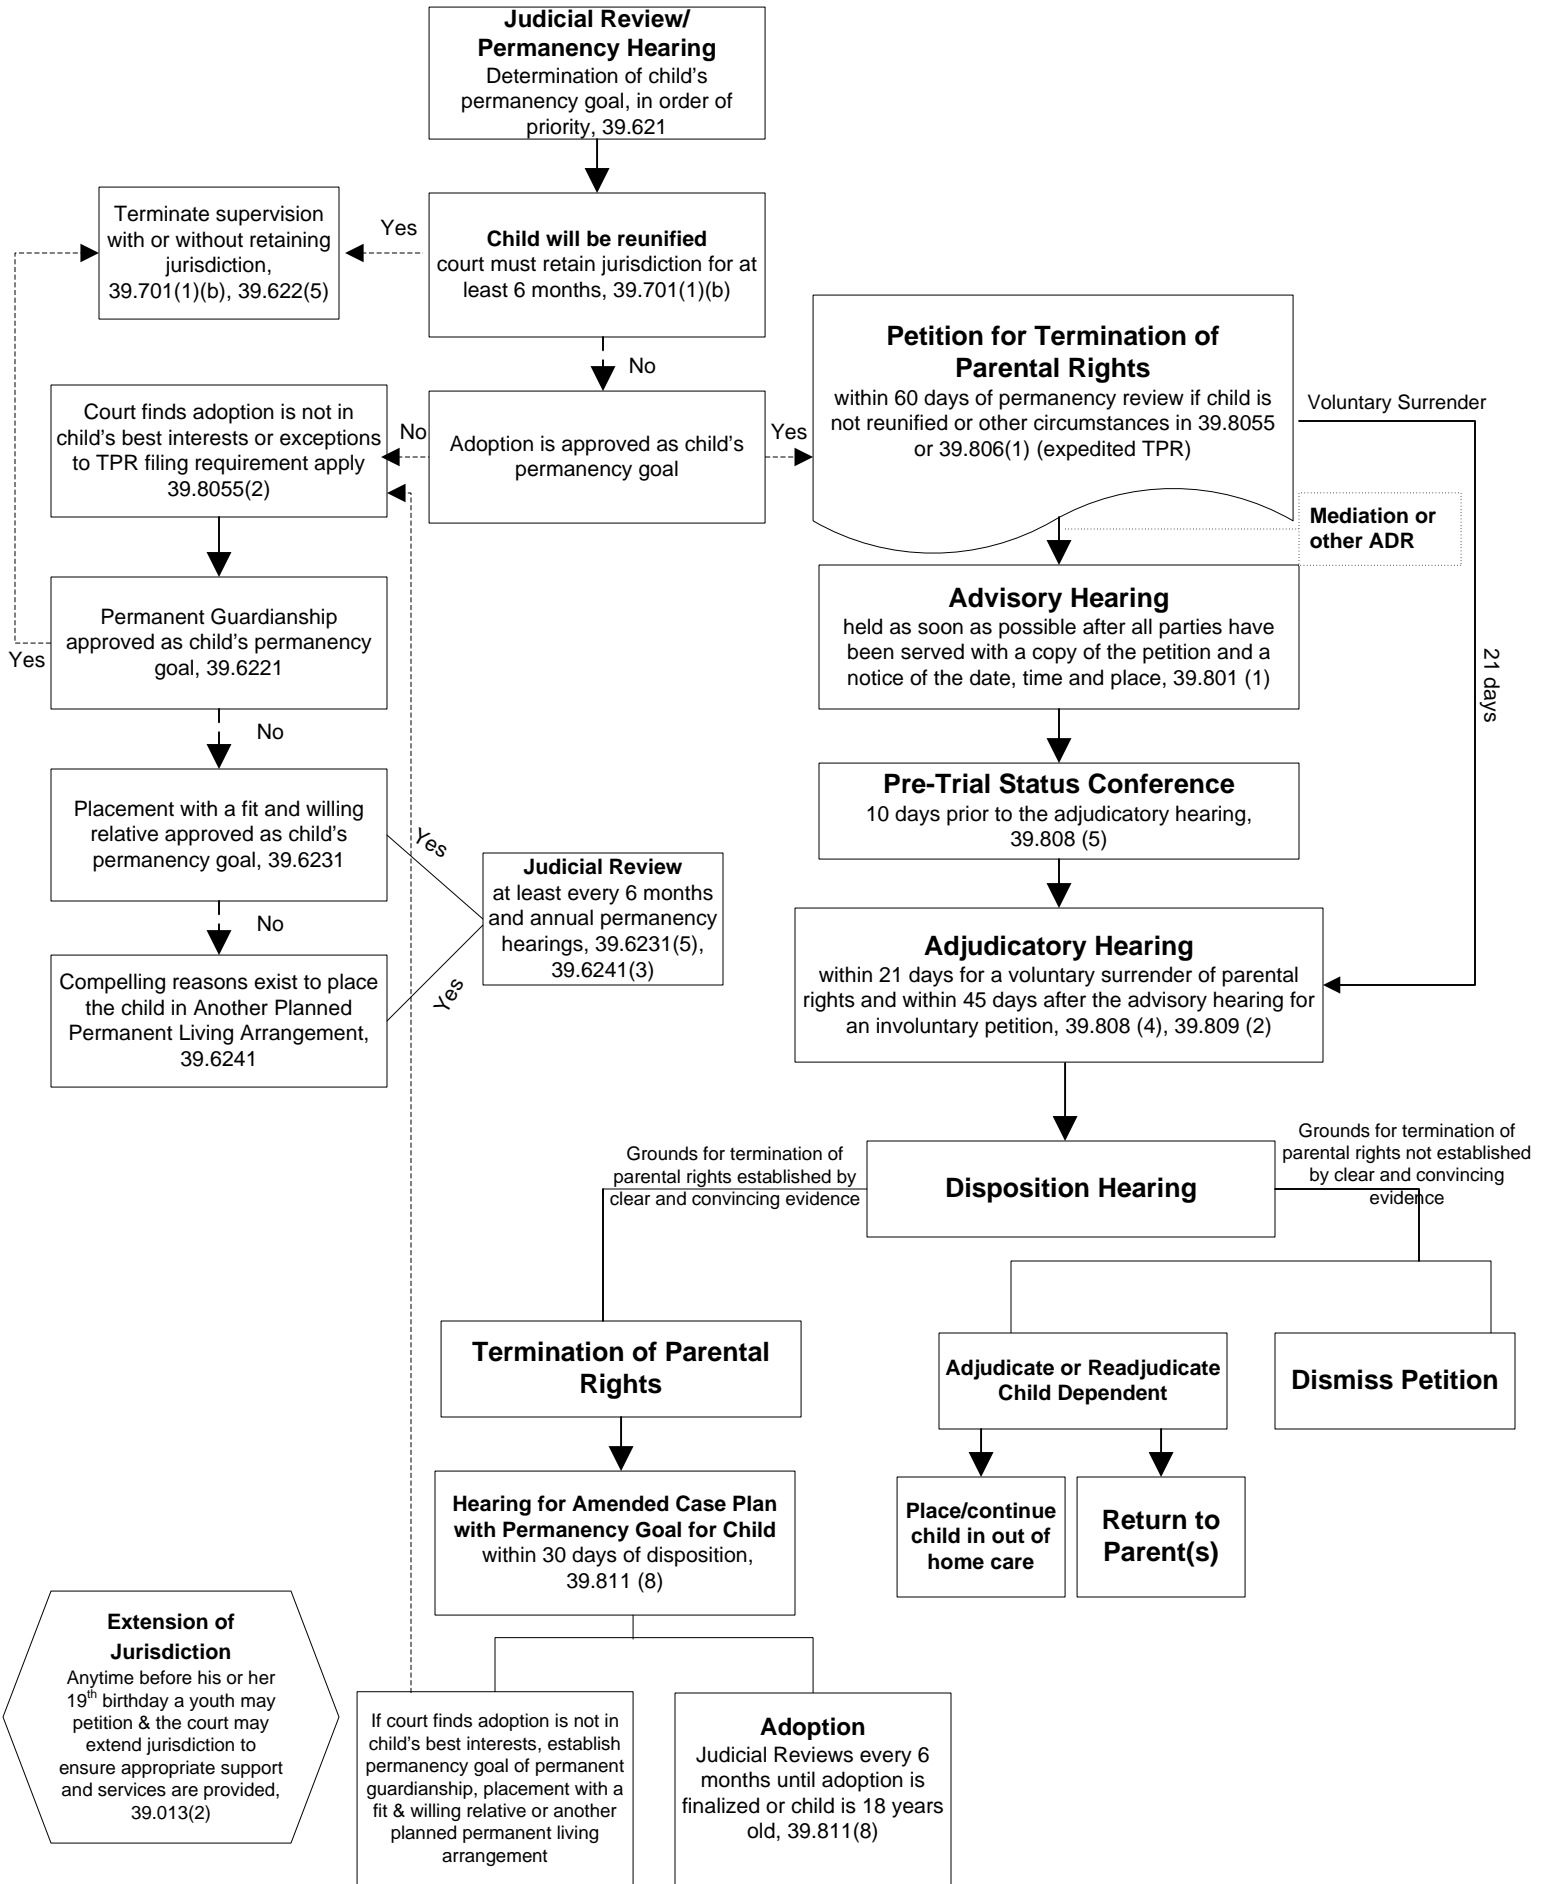 Judicial Review/
Permanency Hearing
Determination of child's
permanency goal, in order of
priority, 39.621
Terminate supervision
with or without retaining
jurisdiction,
39.701(1)(b), 39.622(5)
Yes
Child will be reunified
court must retain jurisdiction for at
least 6 months, 39.701(1)(b)
No
Petition for Termination of
Parental Rights
within 60 days of permanency review if child is
not reunified or other circumstances in 39.8055
or 39.806(1) (expedited TPR)
Voluntary Surrender
Court finds adoption is not in
child's best interests or exceptions
to TPR filing requirement apply
39.8055(2)
No
Adoption is approved as child's
permanency goal
Yes
Mediation or
other ADR
Permanent Guardianship
approved as child's permanency
goal, 39.6221
Yes
No
Advisory Hearing
held as soon as possible after all parties have
been served with a copy of the petition and a
notice of the date, time and place, 39.801 (1)
21 days
Placement with a fit and willing
relative approved as child's
permanency goal, 39.6231
Yes
No
Pre-Trial Status Conference
10 days prior to the adjudicatory hearing,
39.808 (5)
Judicial Review
at least every 6 months
and annual permanency
hearings, 39.6231(5),
39.6241(3)
Compelling reasons exist to place
the child in Another Planned
Permanent Living Arrangement,
39.6241
Yes
Adjudicatory Hearing
within 21 days for a voluntary surrender of parental
rights and within 45 days after the advisory hearing for
an involuntary petition, 39.808 (4), 39.809 (2)
Grounds for termination of
parental rights established by
clear and convincing evidence
Disposition Hearing
Grounds for termination of
parental rights not established
by clear and convincing
evidence
Termination of Parental
Rights
Adjudicate or Readjudicate
Child Dependent
Dismiss Petition
Hearing for Amended Case Plan
with Permanency Goal for Child
within 30 days of disposition,
39.811 (8)
Place/continue
child in out of
home care
Return to
Parent(s)
Extension of
Jurisdiction
Anytime before his or her
19th birthday a youth may
petition & the court may
extend jurisdiction to
ensure appropriate support
and services are provided,
39.013(2)
If court finds adoption is not in
child's best interests, establish
permanency goal of permanent
guardianship, placement with a
fit & willing relative or another
planned permanent living
arrangement
Adoption
Judicial Reviews every 6
months until adoption is
finalized or child is 18 years
old, 39.811(8)